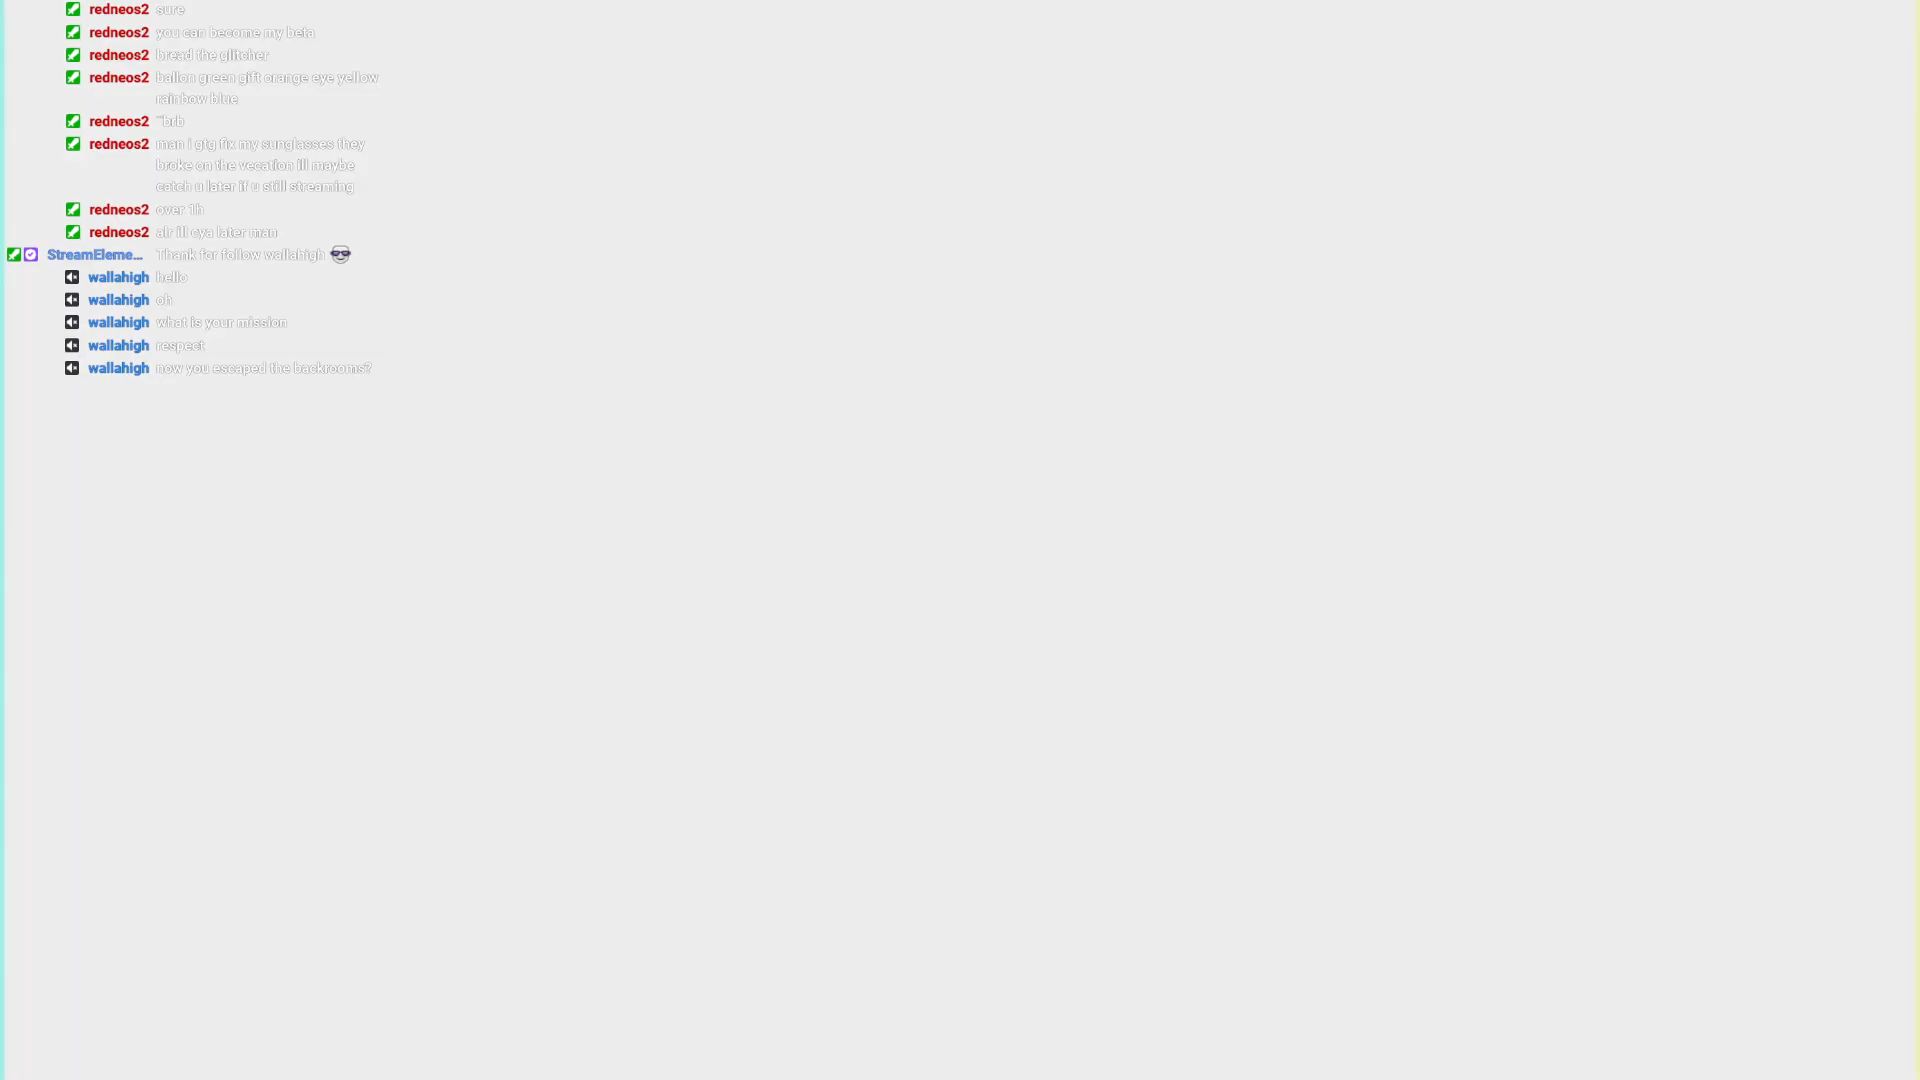 redneos2 sure
redneos2 you can become my beta
redneos2 bread the glitcher
redneos2 ballon green gift orange eye yellow
rainbow blue
redneos2 ~brb
redneos2 man i gtg fix my sunglasses they
broke on the vecation ill maybe
catch u later if u still streaming
redneos2 over 1h
redneos2 alr ill cya later man
StreamEleme... Thank for follow wallahigh
wallahigh hello
wallahigh oh
wallahigh what is your mission
wallahigh respect
wallahigh now you escaped the backrooms?